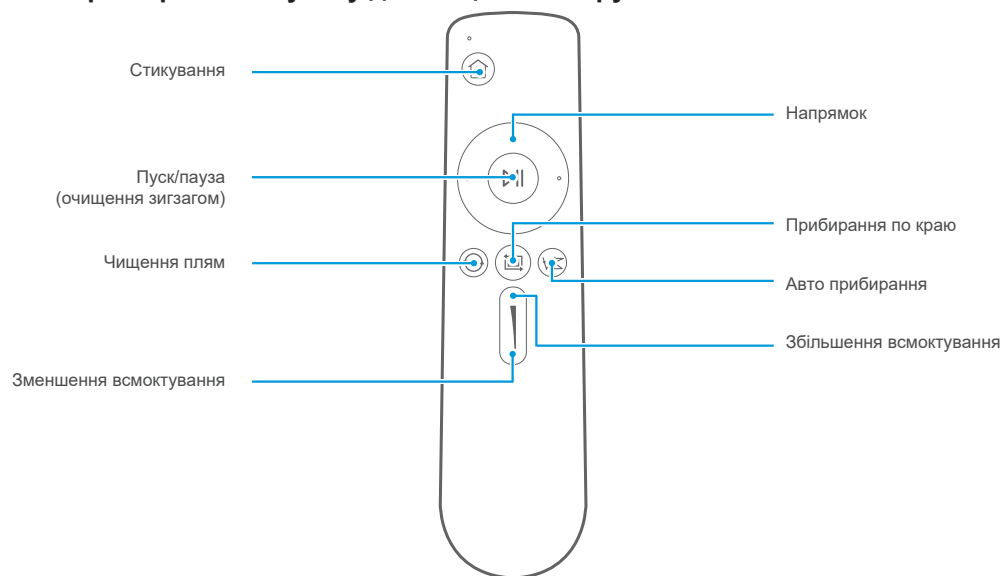 Стикування
Напрямок
Пуск/пауза
(очищення зигзагом)
Прибирання по краю
Чищення плям
Авто прибирання
Збільшення всмоктування
Зменшення всмоктування